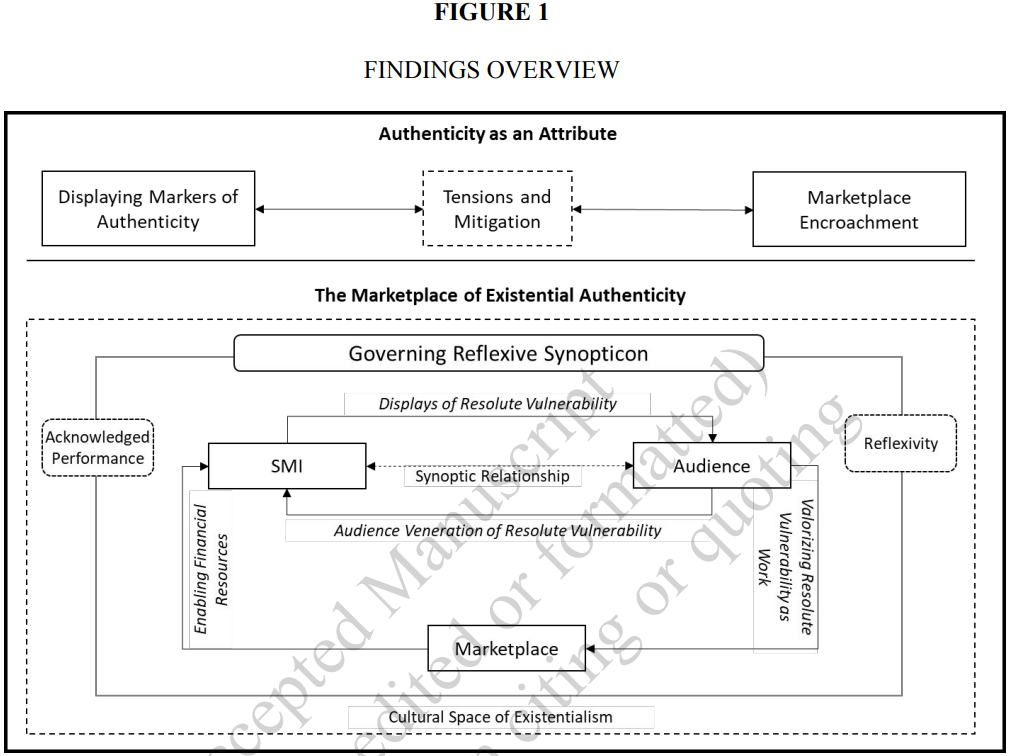 FIGURE 1
FINDINGS OVERVIEW
Authenticity as an Attribute
Displaying Markers of
Authenticity
Tensions and
Mitigation
Marketplace
Encroachment
The Marketplace of Existential Authenticity
Governing Reflexive Synopticon
Displays of Resolute Vulnerability
Acknowledged
Performance
Reflexivity
SMI
Synoptic Relationship
Audience
Audience Veneration of Resolute Vulnerability
Enabling Financial
Resources
Valorizing Resolute
Vulnerability as
Work
Marketplace
Cultural Space of Existentialism
cepted Manuscript
edited or formatted)
citing or quoting